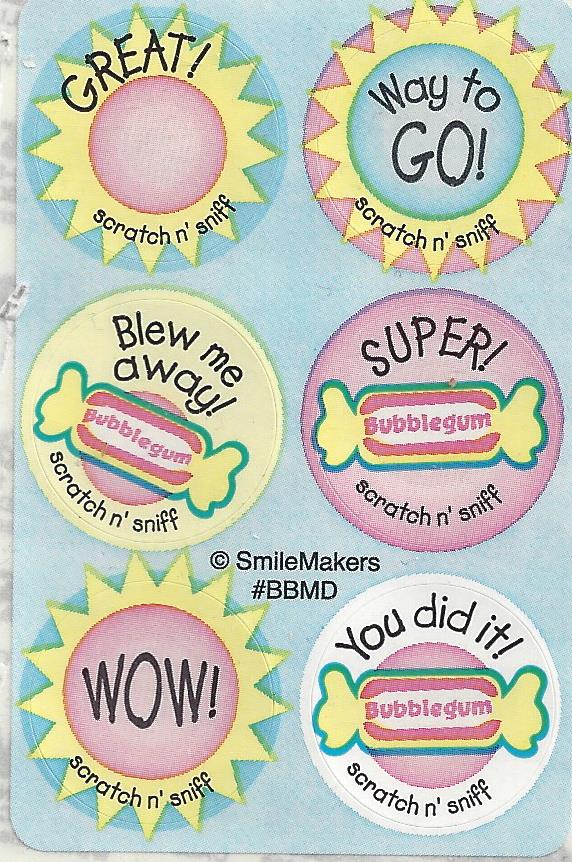 GREAT!
scratch n' sniff
Way to
GO!
scratch n' sniff
Blew me
away!
Bubblegum
scratch n' sniff
SUPER!
Bubblegum
scratch n' sniff
© SmileMakers
#BBMD
WOW!
scratch n' sniff
You did it!
Bubblegum
scratch n' sniff